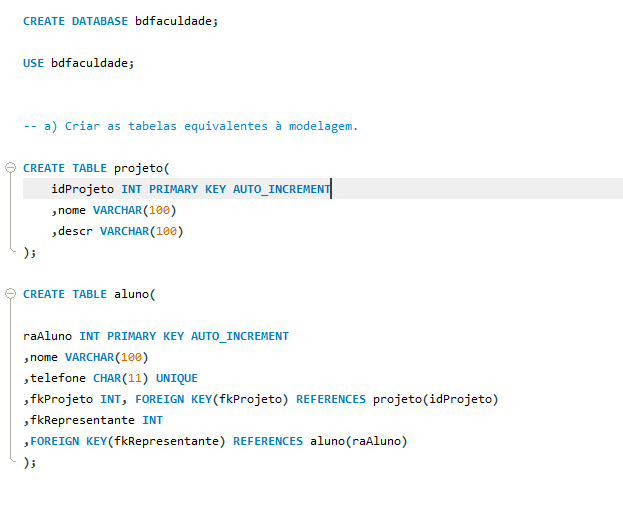 CREATE DATABASE bdfaculdade;
USE bdfaculdade;
-- a) Criar as tabelas equivalentes à modelagem.
CREATE TABLE projeto(
idProjeto INT PRIMARY KEY AUTO_INCREMENT
,nome VARCHAR(100)
,descr VARCHAR(100)
);
CREATE TABLE aluno(
raAluno INT PRIMARY KEY AUTO_INCREMENT
,nome VARCHAR(100)
,telefone CHAR(11) UNIQUE
,fkProjeto INT, FOREIGN KEY(fkProjeto) REFERENCES projeto(idProjeto)
,fkRepresentante INT
,FOREIGN KEY(fkRepresentante) REFERENCES aluno(raAluno)
);